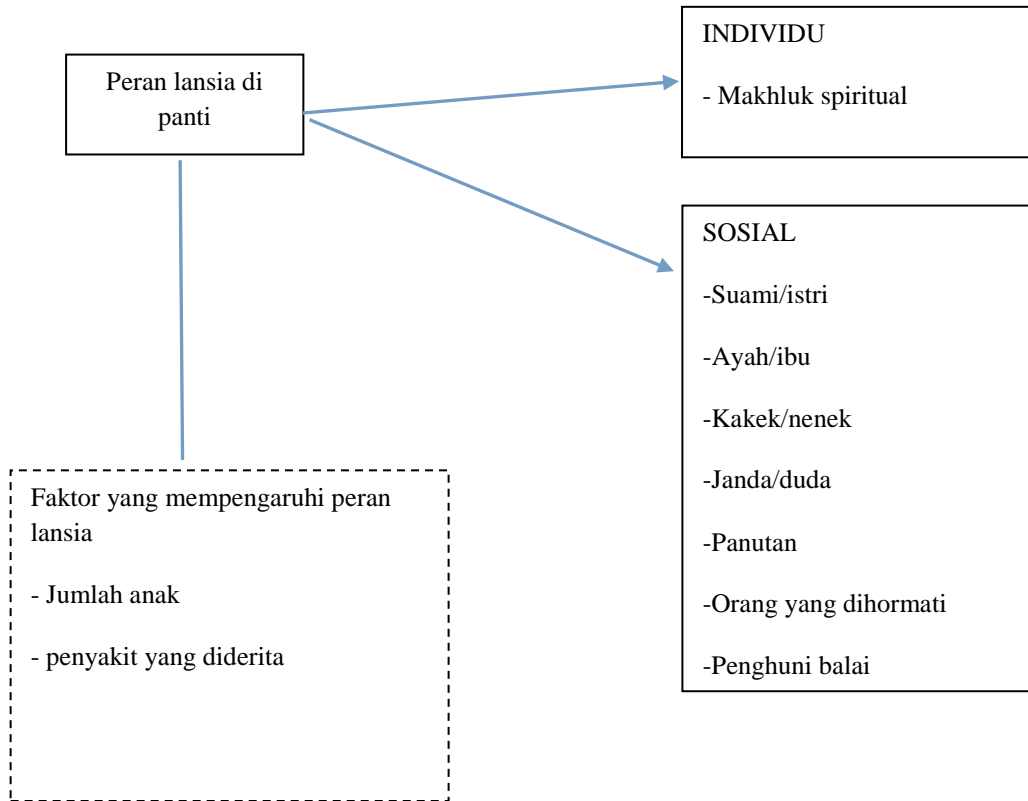 Peran lansia di
panti
INDIVIDU
- Makhluk spiritual
SOSIAL
-Suami/istri
-Ayah/ibu
-Kakek/nenek
-Janda/duda
-Panutan
-Orang yang dihormati
-Penghuni balai
Faktor yang mempengaruhi peran
lansia
- Jumlah anak
- penyakit yang diderita